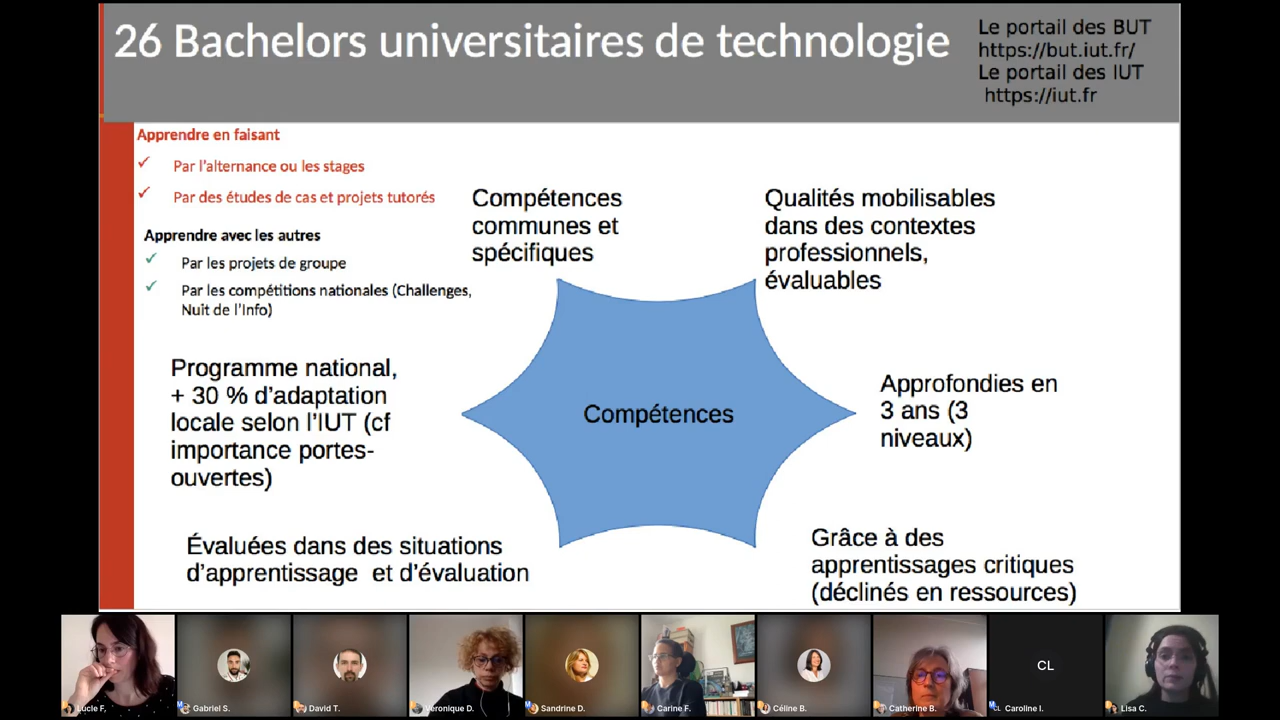 26 Bachelors universitaires de technologie
Le portail des BUT
https://but.iut.fr/
Le portail des IUT
https://iut.fr
Apprendre en faisant
Par l'alternance ou les stages
Par des études de cas et projets tutorés
Apprendre avec les autres
Par les projets de groupe
Par les compétitions nationales (Challenges,
Nuit de l'Info)
Compétences
communes et
spécifiques
Qualités mobilisables
dans des contextes
professionnels,
évaluables
Programme national,
+ 30 % d'adaptation
locale selon l'IUT (cf
importance portes-
ouvertes)
Compétences
Approfondies en
3 ans (3
niveaux)
Évaluées dans des situations
d'apprentissage et d'évaluation
Grâce à des
apprentissages critiques
(déclinés en ressources)
CL
Lucie F.
Gabriel S.
David T.
Véronique D.
Sandrine D.
Carine F.
Céline B.
Catherine B.
Caroline I.
Lisa C.